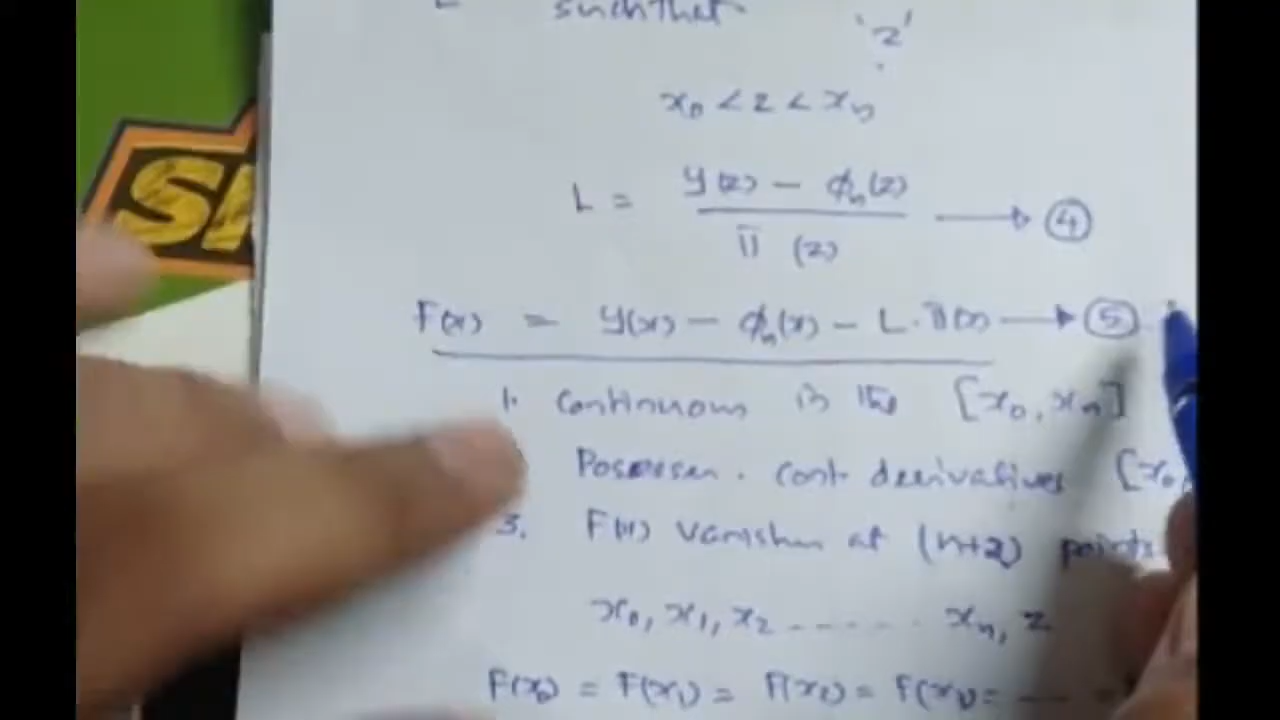 such that 'z'
x₀ < z < xₙ
L = y(z) − ϕₙ(z) / Π (z) → ④
F(x) = y(x) − ϕₙ(x) − L . Π(x) → ⑤
1. Continuous in the [x₀, xₙ]
cont. derivatives [x₀,
3. F(x) vanishes at (n+2) points
x₀, x₁, x₂ ------ xₙ, z
F(x₀) = F(x₁) = F(x₂) = F(x₃) = ---- =